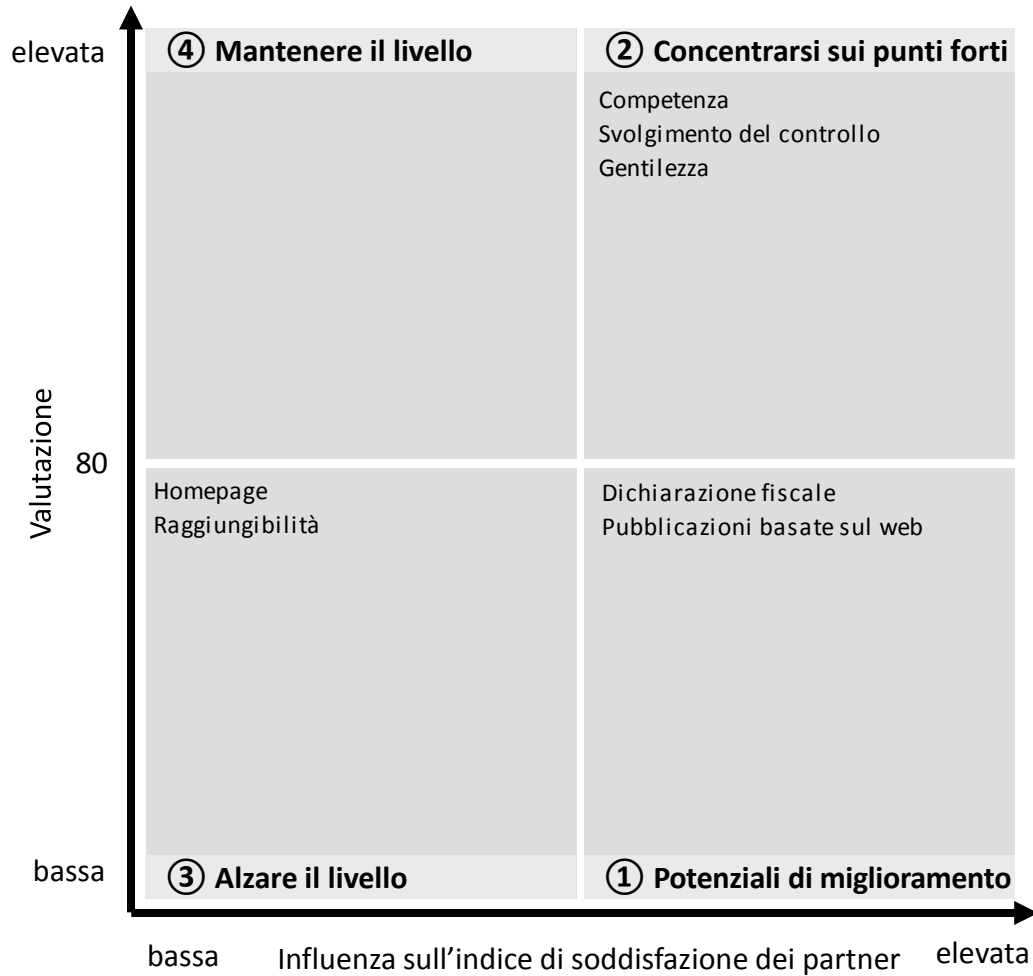 elevata
④ Mantenere il livello
② Concentrarsi sui punti forti
Competenza
Svolgimento del controllo
Gentilezza
Valutazione
80
Homepage
Raggiungibilità
Dichiarazione fiscale
Pubblicazioni basate sul web
bassa
③ Alzare il livello
① Potenziali di miglioramento
bassa
Influenza sull’indice di soddisfazione dei partner
elevata